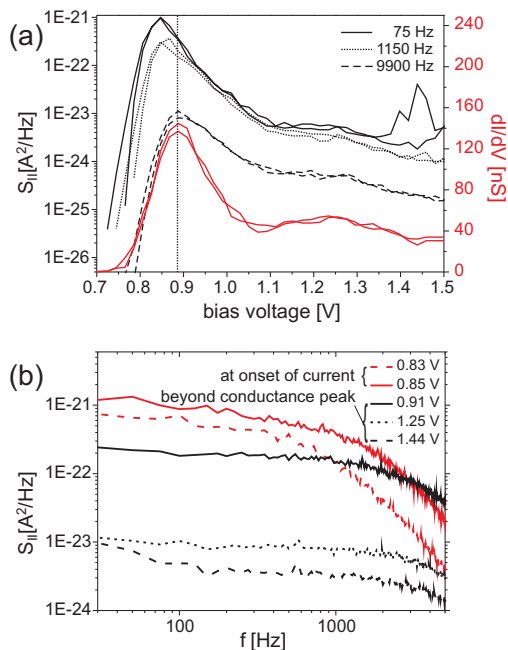 (a)
75 Hz
1150 Hz
9900 Hz
1E-21
1E-22
1E-23
1E-24
1E-25
1E-26
S_II[A²/Hz]
240
200
160
120
80
40
0
dI/dV [nS]
0.7 0.8 0.9 1.0 1.1 1.2 1.3 1.4 1.5
bias voltage [V]
(b)
at onset of current
beyond conductance peak
0.83 V
0.85 V
0.91 V
1.25 V
1.44 V
1E-21
1E-22
1E-23
1E-24
S_II[A²/Hz]
100 1000
f [Hz]